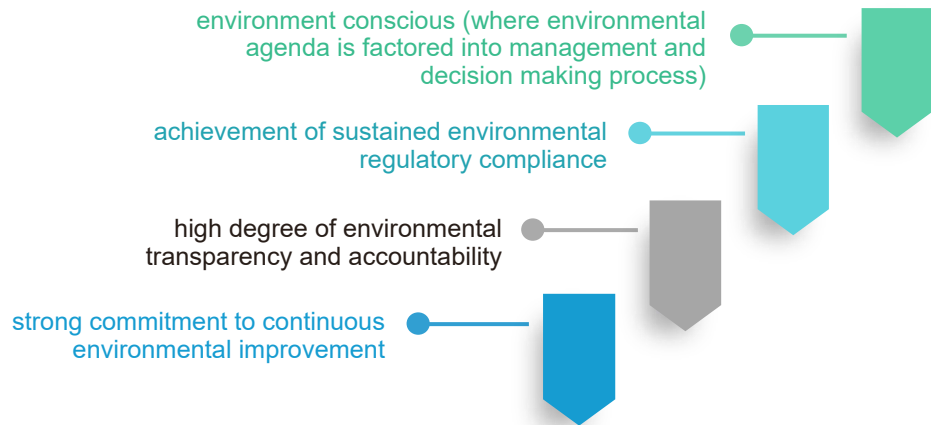 environment conscious (where environmental
agenda is factored into management and
decision making process)
achievement of sustained environmental
regulatory compliance
high degree of environmental
transparency and accountability
strong commitment to continuous
environmental improvement